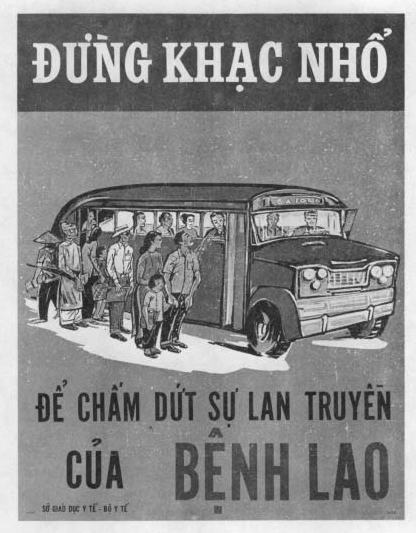 ĐỪNG KHẠC NHỔ
ĐỂ CHẤM DỨT SỰ LAN TRUYỀN
CỦA BỆNH LAO
SỞ GIÁO DỤC Y TẾ - BỘ Y TẾ